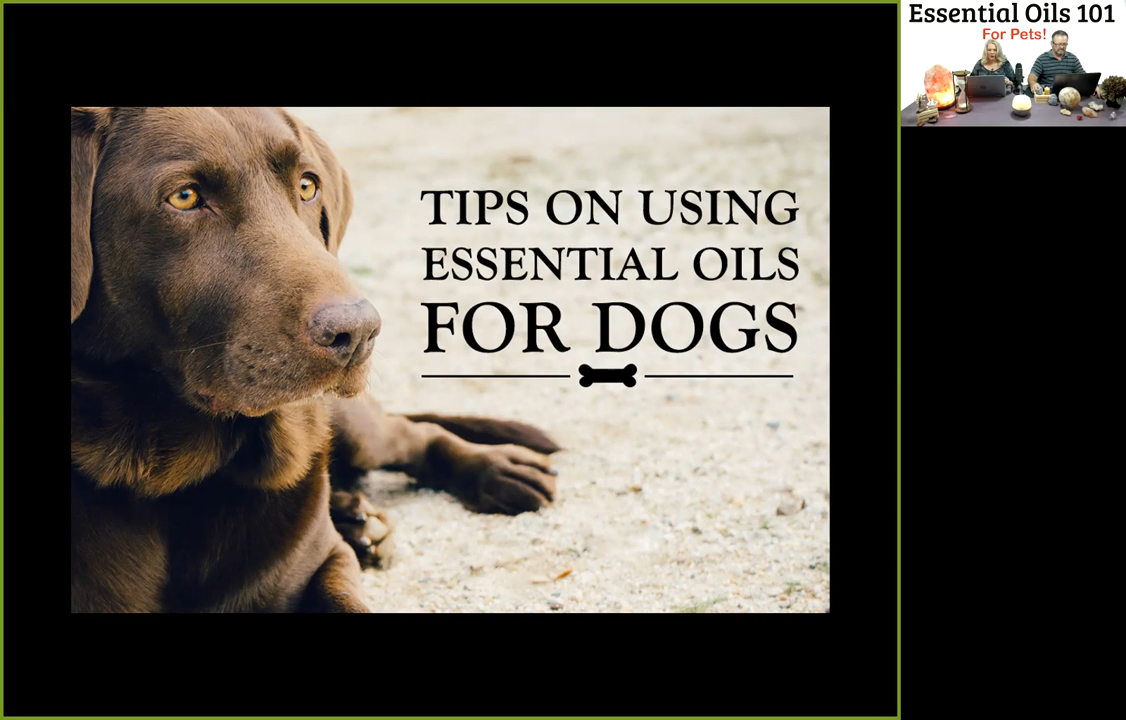 TIPS ON USING
ESSENTIAL OILS
FOR DOGS
Essential Oils 101
For Pets!